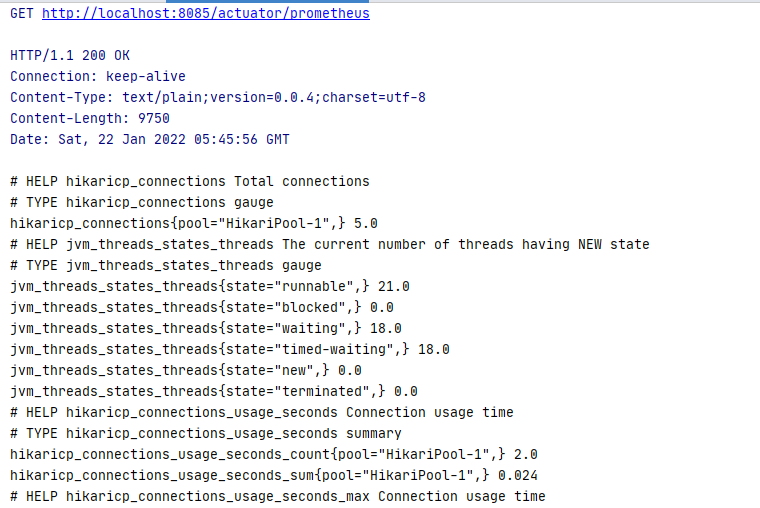 GET http://localhost:8085/actuator/prometheus
HTTP/1.1 200 OK
Connection: keep-alive
Content-Type: text/plain;version=0.0.4;charset=utf-8
Content-Length: 9750
Date: Sat, 22 Jan 2022 05:45:56 GMT
# HELP hikaricp_connections Total connections
# TYPE hikaricp_connections gauge
hikaricp_connections{pool="HikariPool-1",} 5.0
# HELP jvm_threads_states_threads The current number of threads having NEW state
# TYPE jvm_threads_states_threads gauge
jvm_threads_states_threads{state="runnable",} 21.0
jvm_threads_states_threads{state="blocked",} 0.0
jvm_threads_states_threads{state="waiting",} 18.0
jvm_threads_states_threads{state="timed-waiting",} 18.0
jvm_threads_states_threads{state="new",} 0.0
jvm_threads_states_threads{state="terminated",} 0.0
# HELP hikaricp_connections_usage_seconds Connection usage time
# TYPE hikaricp_connections_usage_seconds summary
hikaricp_connections_usage_seconds_count{pool="HikariPool-1",} 2.0
hikaricp_connections_usage_seconds_sum{pool="HikariPool-1",} 0.024
# HELP hikaricp_connections_usage_seconds_max Connection usage time